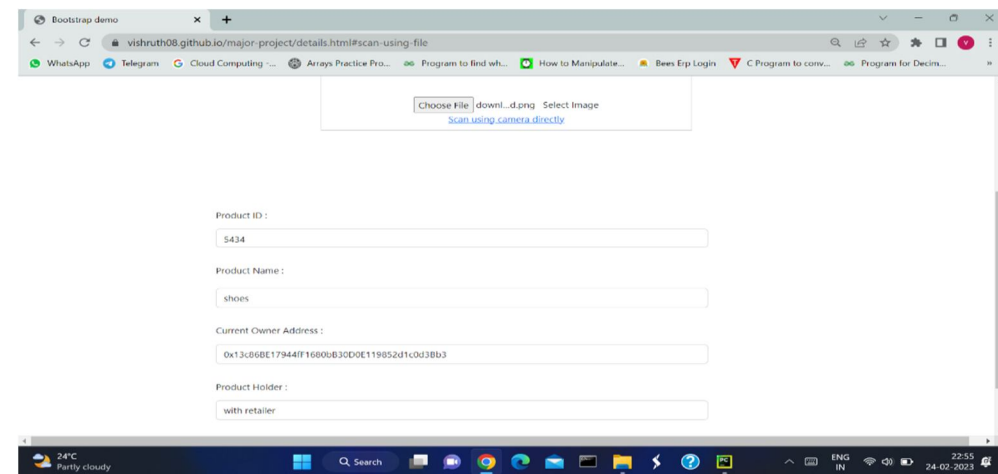 Bootstrap demo
vishruth08.github.io/major-project/details.html#scan-using-file
WhatsApp Telegram Cloud Computing -... Arrays Practice Pro... Program to find wh... How to Manipulate... Bees Erp Login C Program to conv... Program for Decim...
Choose File downl...d.png Select Image
Scan using camera directly
Product ID :
5434
Product Name :
shoes
Current Owner Address :
0x13c86BE17944fF1680bB30D0E119852d1c0d3Bb3
Product Holder :
with retailer
24°C
Partly cloudy
Search
ENG
IN
22:55
24-02-2023